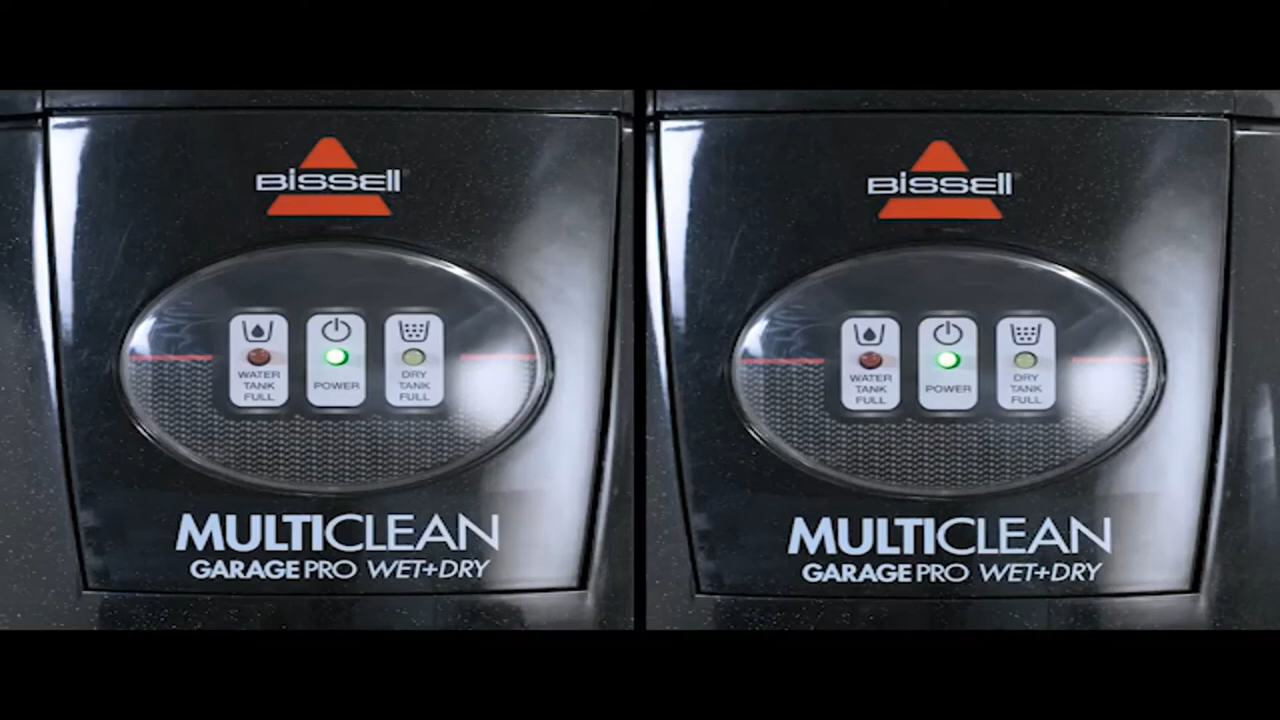 BISSELL
WATER
TANK
FULL
POWER
DRY
TANK
FULL
MULTICLEAN
GARAGE PRO WET+DRY
BISSELL
WATER
TANK
FULL
POWER
DRY
TANK
FULL
MULTICLEAN
GARAGE PRO WET+DRY